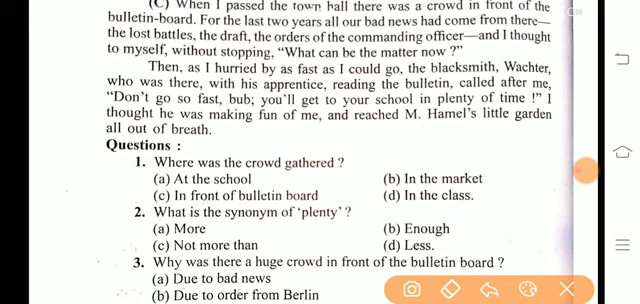 (C) When I passed the town hall there was a crowd in front of the
bulletin-board. For the last two years all our bad news had come from there—
the lost battles, the draft, the orders of the commanding officer—and I thought
to myself, without stopping, “What can be the matter now ?”
Then, as I hurried by as fast as I could go, the blacksmith, Wachter,
who was there, with his apprentice, reading the bulletin, called after me,
“Don’t go so fast, bub; you’ll get to your school in plenty of time !” I
thought he was making fun of me, and reached M. Hamel’s little garden
all out of breath.
Questions :
1. Where was the crowd gathered ?
(a) At the school (b) In the market
(c) In front of bulletin board (d) In the class.
2. What is the synonym of ‘plenty’ ?
(a) More (b) Enough
(c) Not more than (d) Less.
3. Why was there a huge crowd in front of the bulletin board ?
(a) Due to bad news
(b) Due to order from Berlin